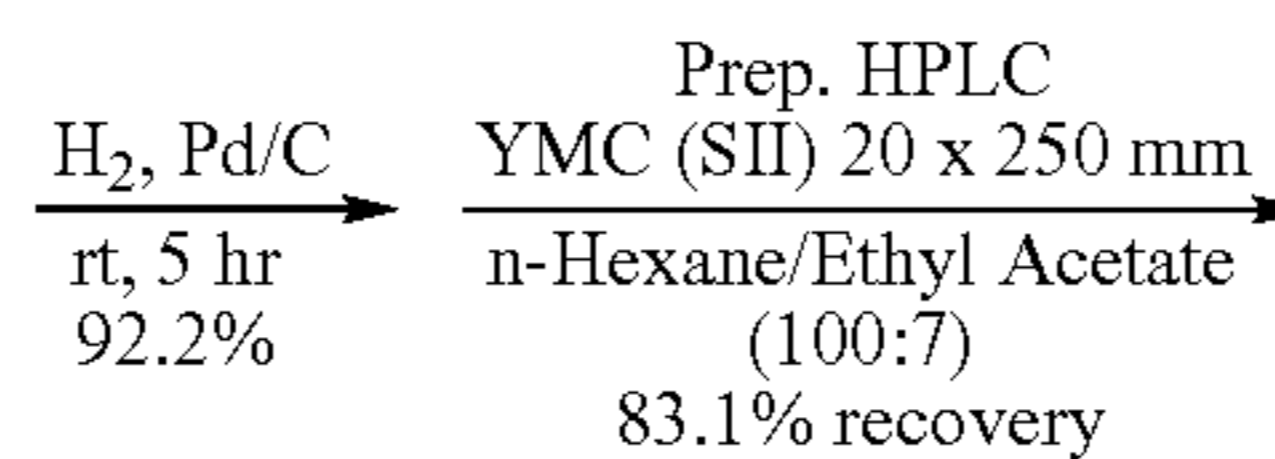 H₂, Pd/C
rt, 5 hr
92.2%
Prep. HPLC
YMC (SII) 20 x 250 mm
n-Hexane/Ethyl Acetate
(100:7)
83.1% recovery